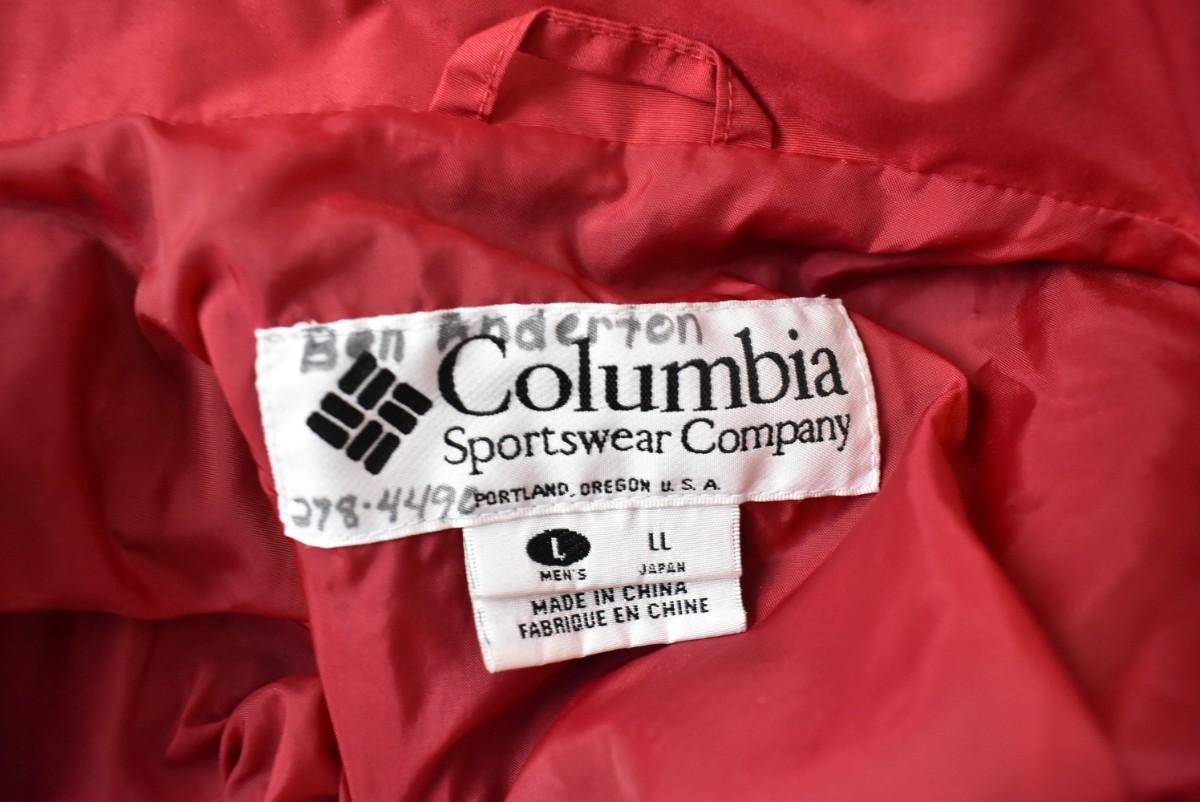 Ben Anderton
Columbia
Sportswear Company
PORTLAND, OREGON U.S.A.
278-4490
L LL
MEN'S JAPAN
MADE IN CHINA
FABRIQUE EN CHINE